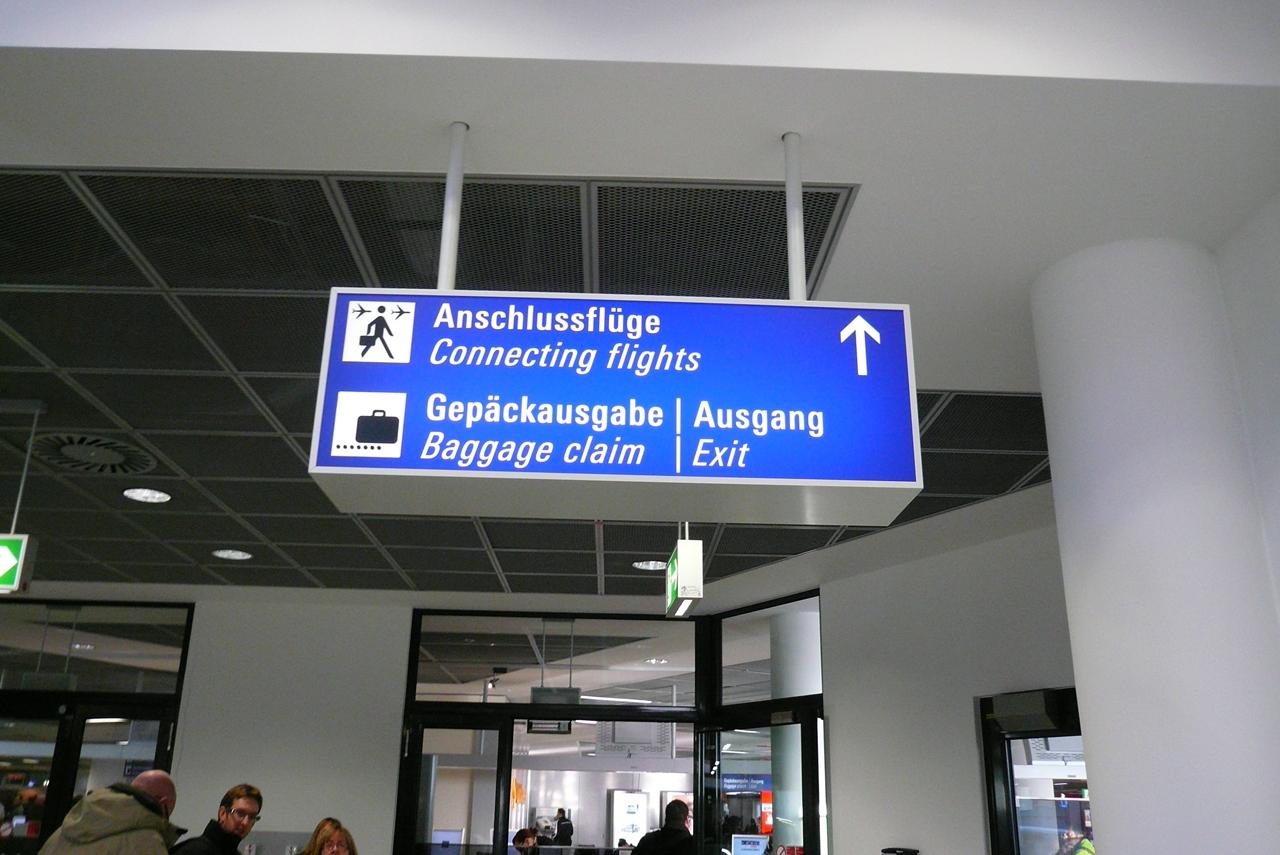 Anschlussflüge
Connecting flights
Gepäckausgabe | Ausgang
Baggage claim | Exit